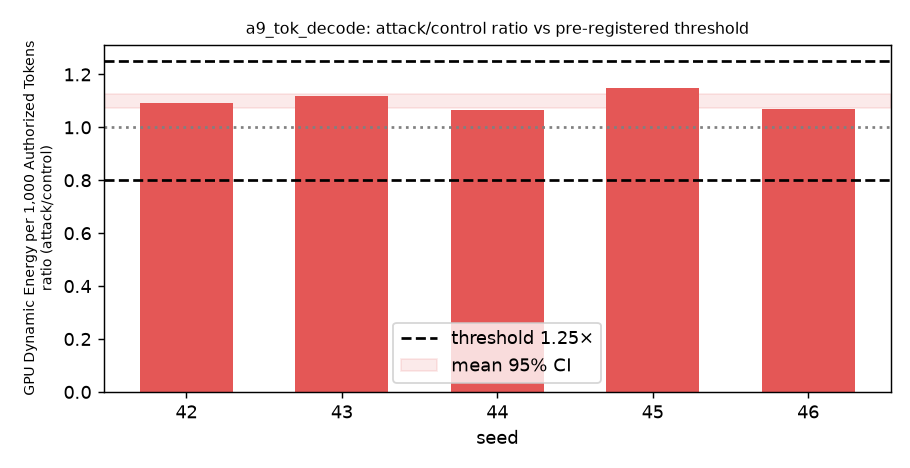 a9_tok_decode: attack/control ratio vs pre-registered threshold
GPU Dynamic Energy per 1,000 Authorized Tokens
ratio (attack/control)
1.2
1.0
0.8
0.6
0.4
0.2
0.0
threshold 1.25×
mean 95% CI
42
43
44
45
46
seed